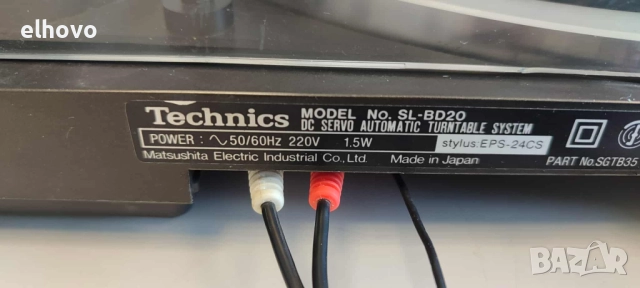 elhovo
Technics MODEL No. SL-BD20
DC SERVO AUTOMATIC TURNTABLE SYSTEM
POWER: ∿50/60Hz 220V 1.5W stylus:EPS-24CS
Matsushita Electric Industrial Co., Ltd. Made in Japan PART No.SGTB35
BAZAR